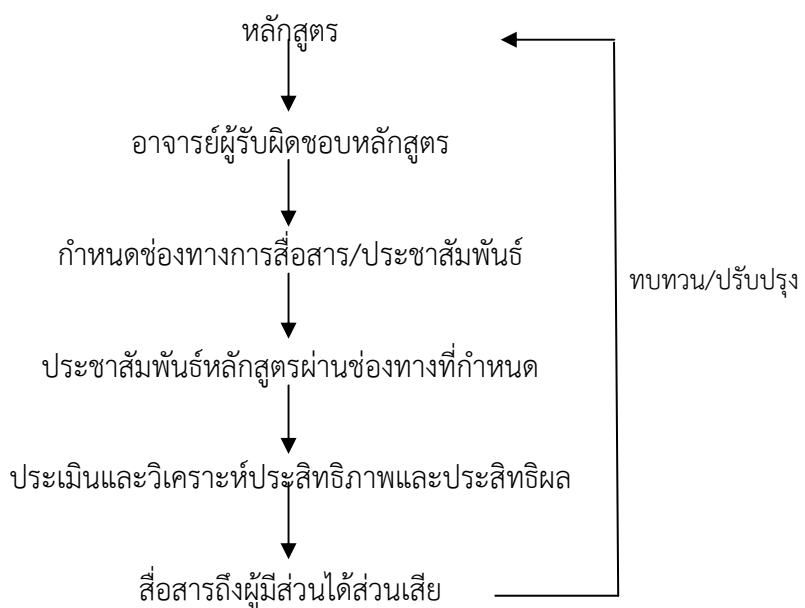 หลักสูตร
อาจารย์ผู้รับผิดชอบหลักสูตร
กำหนดช่องทางการสื่อสาร/ประชาสัมพันธ์
ทบทวน/ปรับปรุง
ประชาสัมพันธ์หลักสูตรผ่านช่องทางที่กำหนด
ประเมินและวิเคราะห์ประสิทธิภาพและประสิทธิผล
สื่อสารถึงผู้มีส่วนได้ส่วนเสีย